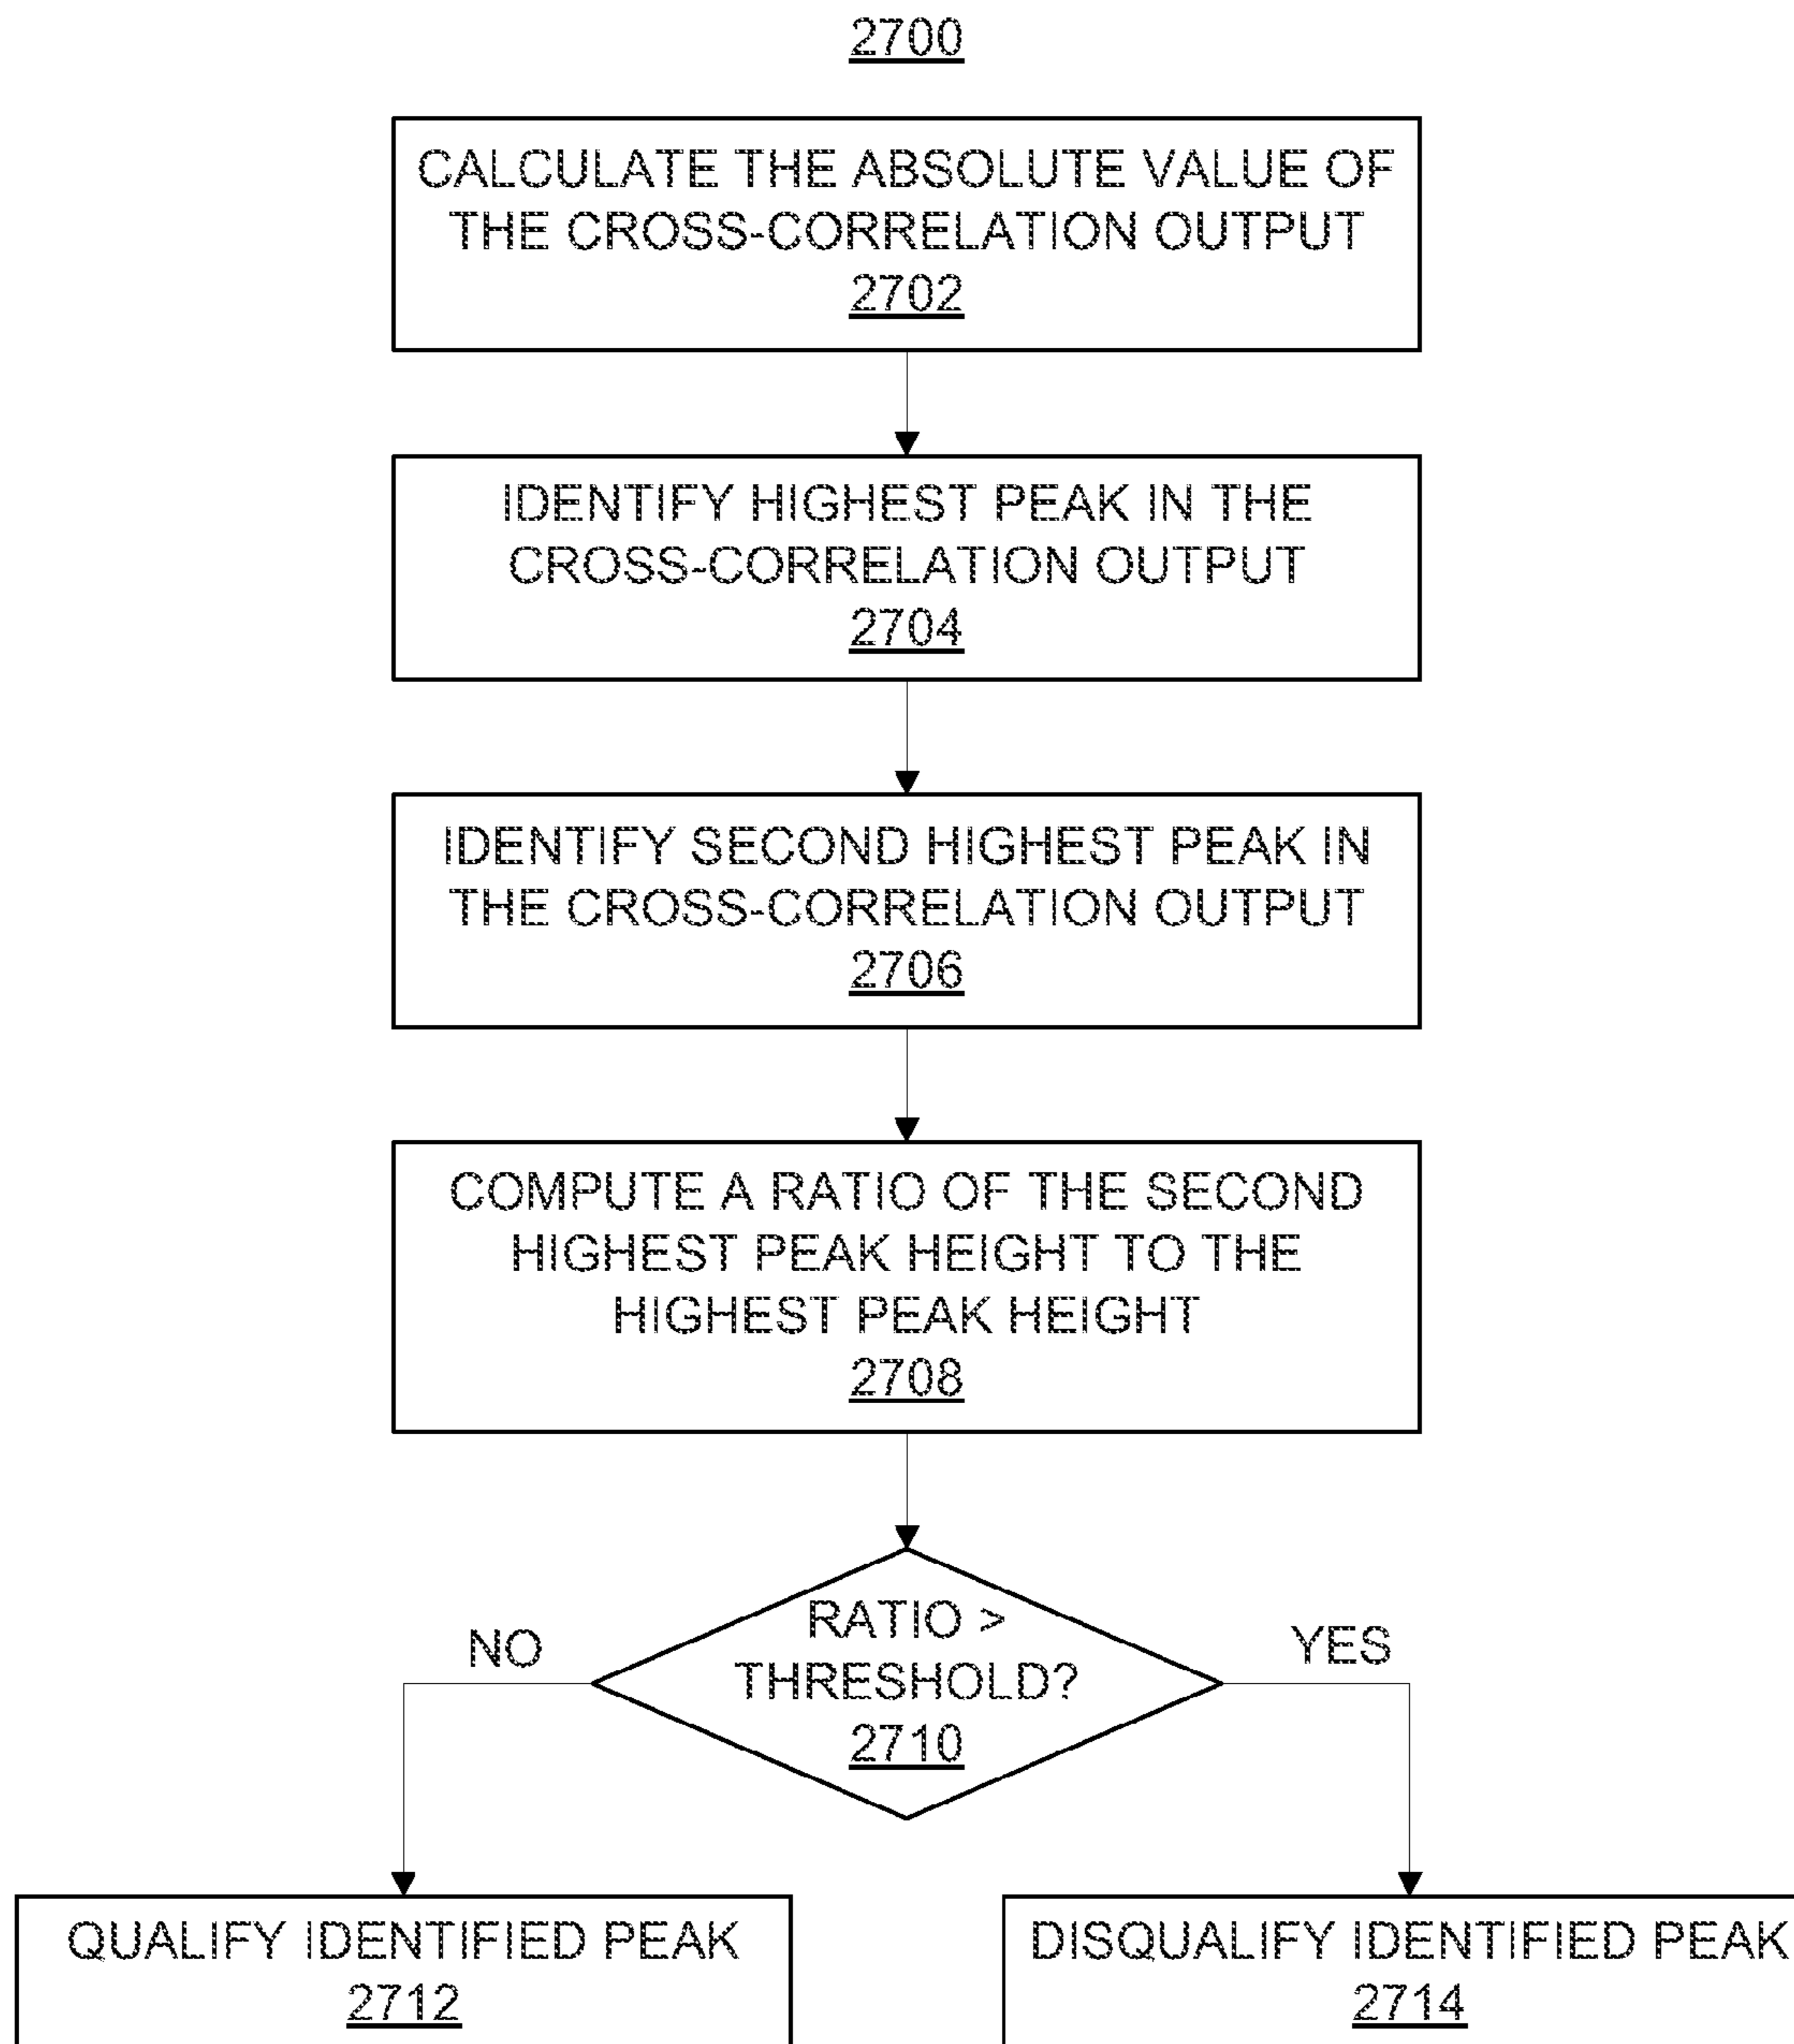 2700
CALCULATE THE ABSOLUTE VALUE OF
THE CROSS-CORRELATION OUTPUT
2702
IDENTIFY HIGHEST PEAK IN THE
CROSS-CORRELATION OUTPUT
2704
IDENTIFY SECOND HIGHEST PEAK IN
THE CROSS-CORRELATION OUTPUT
2706
COMPUTE A RATIO OF THE SECOND
HIGHEST PEAK HEIGHT TO THE
HIGHEST PEAK HEIGHT
2708
RATIO >
THRESHOLD?
2710
NO
YES
QUALIFY IDENTIFIED PEAK
2712
DISQUALIFY IDENTIFIED PEAK
2714